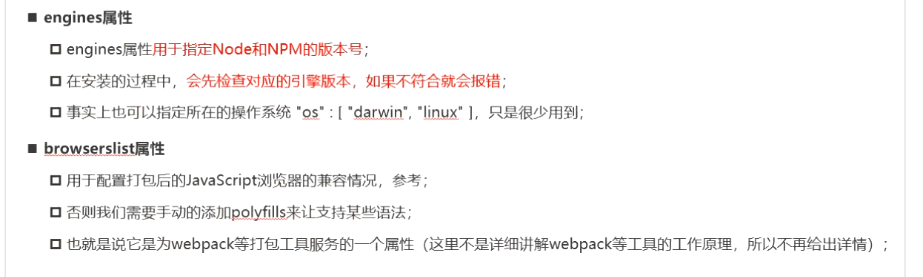 ■ engines属性
□ engines属性用于指定Node和NPM的版本号；
□ 在安装的过程中，会先检查对应的引擎版本，如果不符合就会报错；
□ 事实上也可以指定所在的操作系统 "os" : [ "darwin", "linux" ]，只是很少用到；
■ browserslist属性
□ 用于配置打包后的JavaScript浏览器的兼容情况，参考；
□ 否则我们需要手动的添加polyfills来让支持某些语法；
□ 也就是说它是为webpack等打包工具服务的一个属性（这里不是详细讲解webpack等工具的工作原理，所以不再给出详情）；